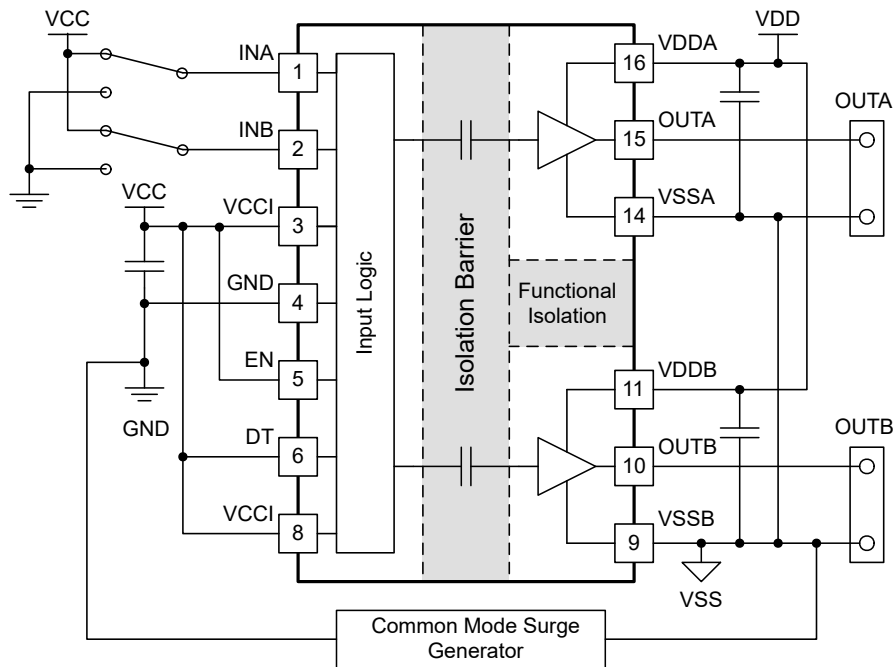 VCC
VDD
INA
1
16
VDDA
OUTA
INB
2
15
OUTA
VCC
VCCI
3
14
VSSA
GND
4
Input Logic
Isolation Barrier
Functional
Isolation
EN
5
11
VDDB
GND
DT
6
10
OUTB
OUTB
VCCI
8
9
VSSB
VSS
Common Mode Surge
Generator